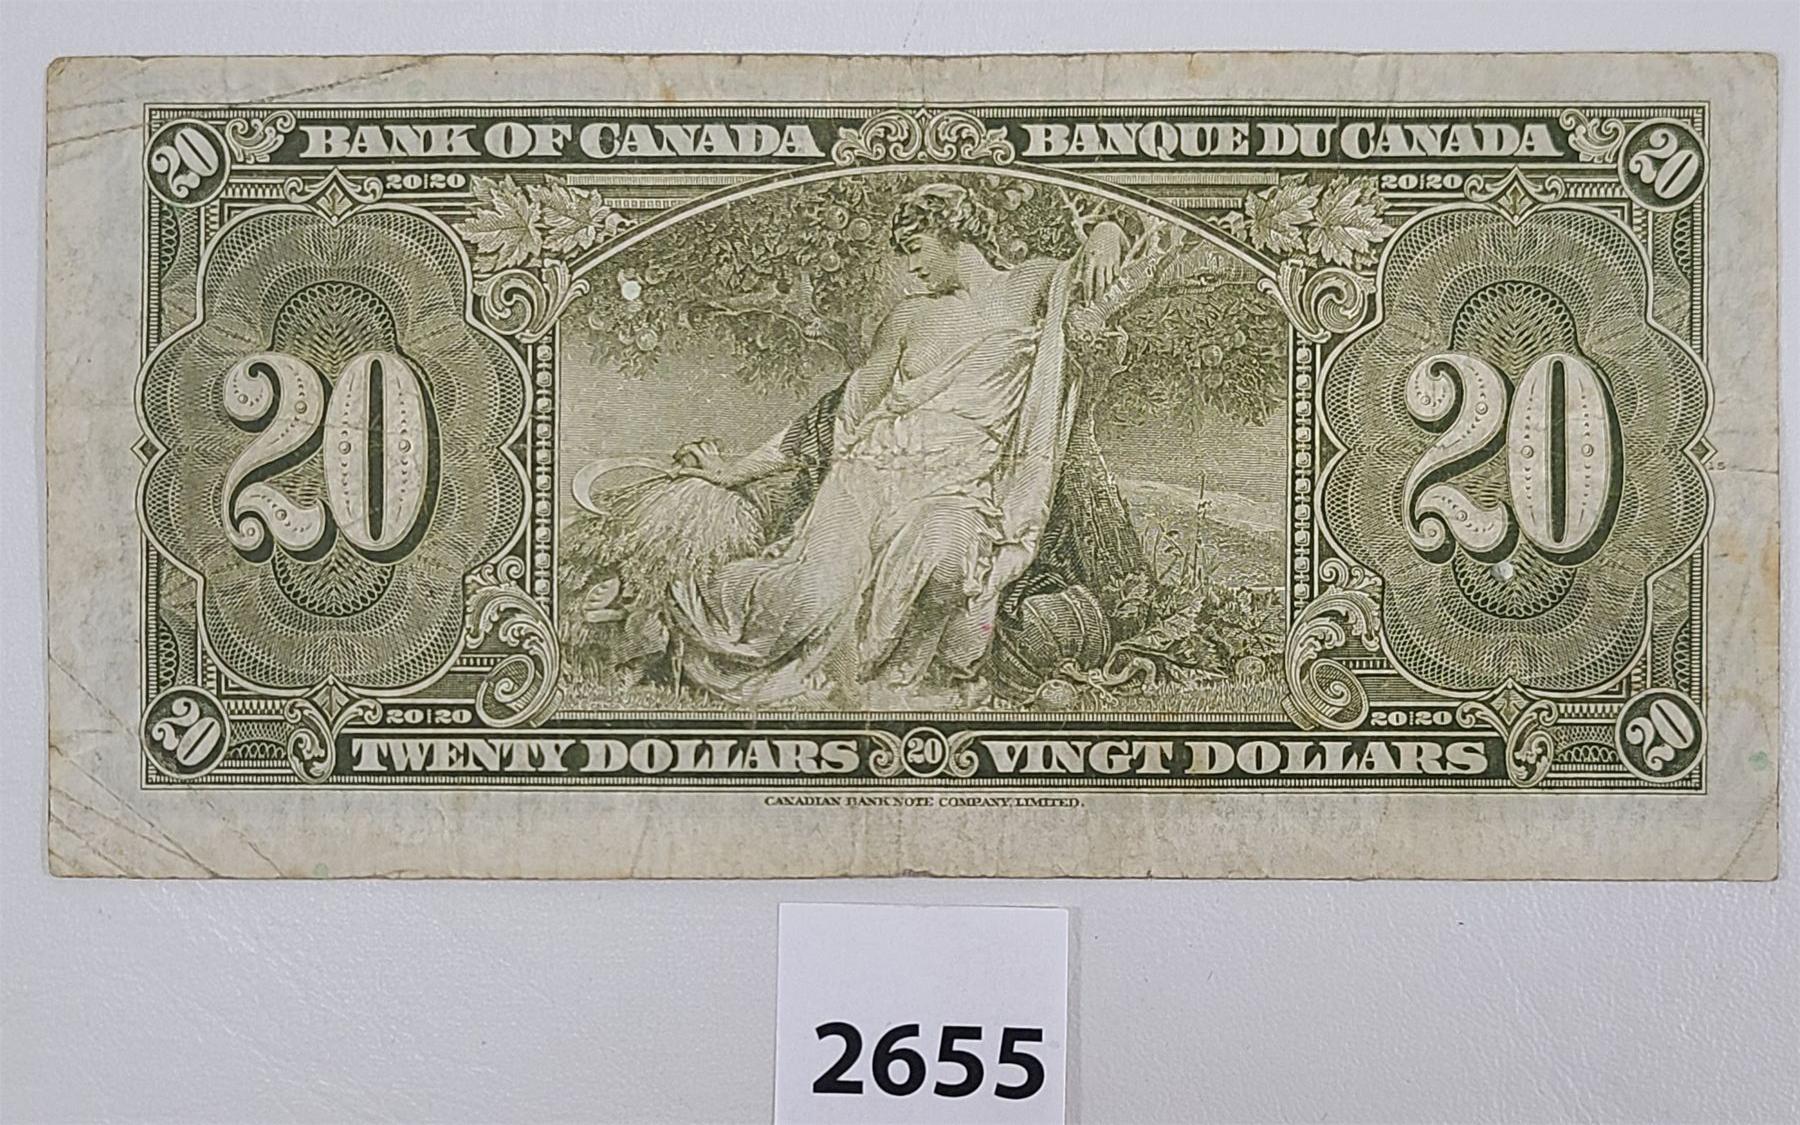 20 BANK OF CANADA BANQUE DU CANADA 20
20|20 20|20
20 20
15
20|20 20|20
20 TWENTY DOLLARS 20 VINGT DOLLARS 20
CANADIAN BANK NOTE COMPANY, LIMITED.
2655